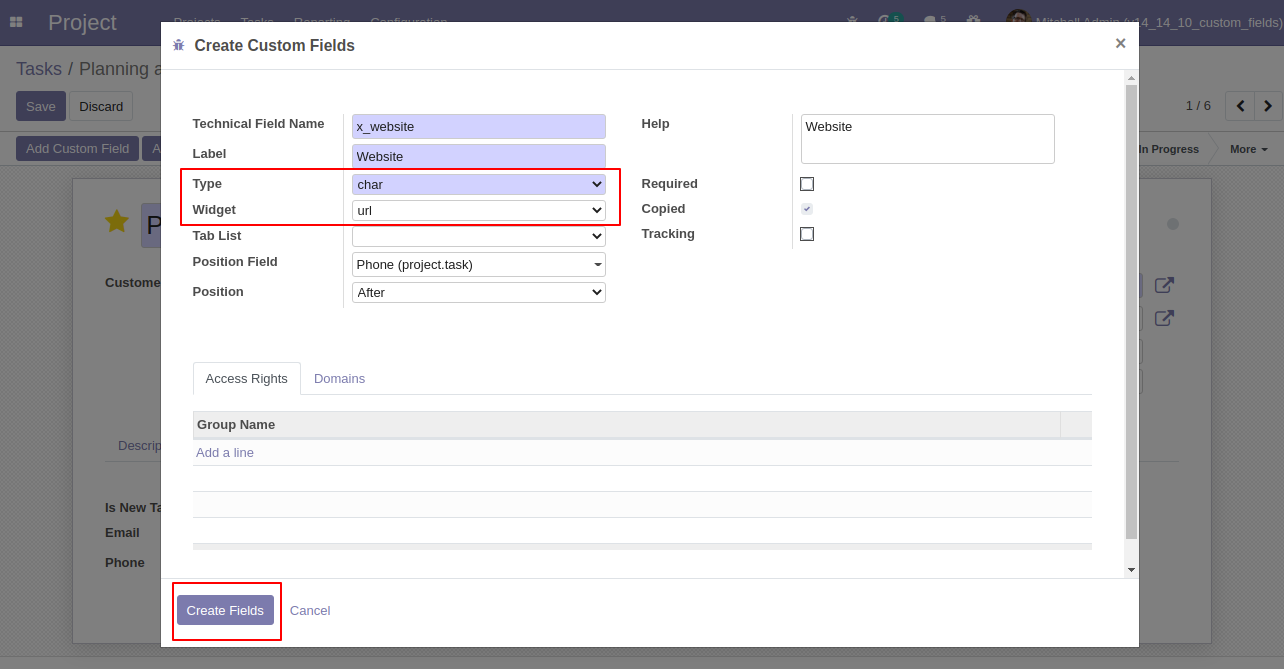 Project Projects Tasks Reporting Configuration 5 5 Mitchell Admin (v14_14_10_custom_fields)
Create Custom Fields ×
Tasks / Planning a
Save Discard
1 / 6
Add Custom Field A
In Progress More
P
Technical Field Name x_website
Label Website
Type char
Widget url
Tab List
Position Field Phone (project.task)
Position After
Help Website
Required
Copied
Tracking
Custome
Access Rights Domains
Group Name
Add a line
Descrip
Is New Ta
Email
Phone
Create Fields Cancel